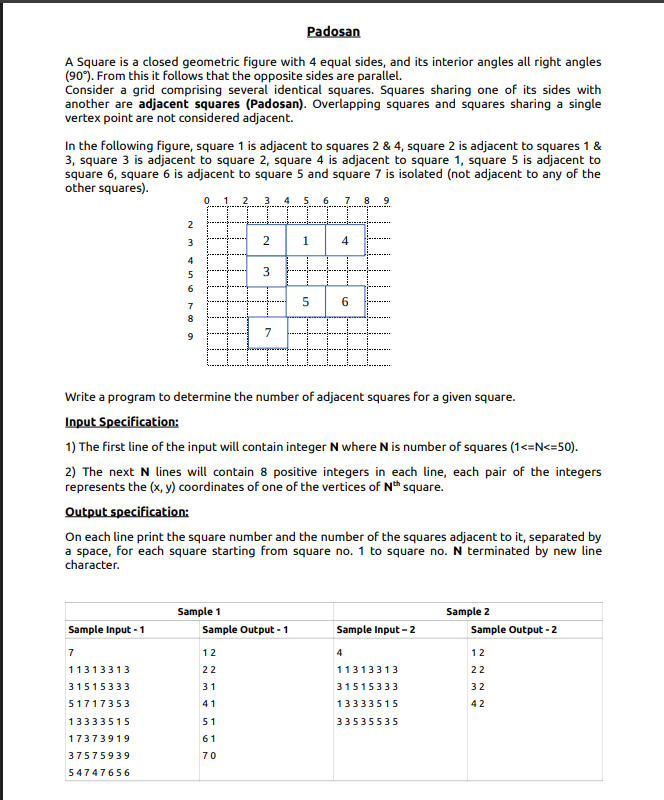 Padosan
A Square is a closed geometric figure with 4 equal sides, and its interior angles all right angles
(90°). From this it follows that the opposite sides are parallel.
Consider a grid comprising several identical squares. Squares sharing one of its sides with
another are adjacent squares (Padosan). Overlapping squares and squares sharing a single
vertex point are not considered adjacent.
In the following figure, square 1 is adjacent to squares 2 & 4, square 2 is adjacent to squares 1 &
3, square 3 is adjacent to square 2, square 4 is adjacent to square 1, square 5 is adjacent to
square 6, square 6 is adjacent to square 5 and square 7 is isolated (not adjacent to any of the
other squares).
0 1 2 3 4 5 6 7 8 9
2
3 2 1 4
4
5 3
6
7 5 6
8
9 7
Write a program to determine the number of adjacent squares for a given square.
Input Specification:
1) The first line of the input will contain integer N where N is number of squares (1<=N<=50).
2) The next N lines will contain 8 positive integers in each line, each pair of the integers
represents the (x, y) coordinates of one of the vertices of Nth square.
Output specification:
On each line print the square number and the number of the squares adjacent to it, separated by
a space, for each square starting from square no. 1 to square no. N terminated by new line
character.
Sample 1 Sample 2
Sample Input - 1 Sample Output - 1 Sample Input – 2 Sample Output - 2
7 1 2 4 1 2
1 1 3 1 3 3 1 3 2 2 1 1 3 1 3 3 1 3 2 2
3 1 5 1 5 3 3 3 3 1 3 1 5 1 5 3 3 3 3 2
5 1 7 1 7 3 5 3 4 1 1 3 3 3 3 5 1 5 4 2
1 3 3 3 3 5 1 5 5 1 3 3 5 3 5 5 3 5
1 7 3 7 3 9 1 9 6 1
3 7 5 7 5 9 3 9 7 0
5 4 7 4 7 6 5 6